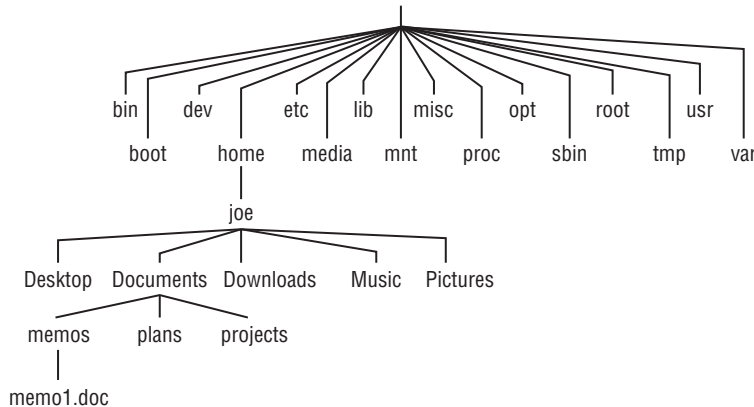 bin dev etc lib misc opt root usr
boot home media mnt proc sbin tmp var
joe
Desktop Documents Downloads Music Pictures
memos plans projects
memo1.doc